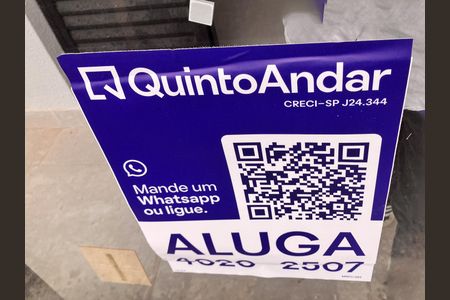 QuintoAndar
CRECI-SP J24.344
Mande um
Whatsapp
ou ligue.
ALUGA
4020 2507